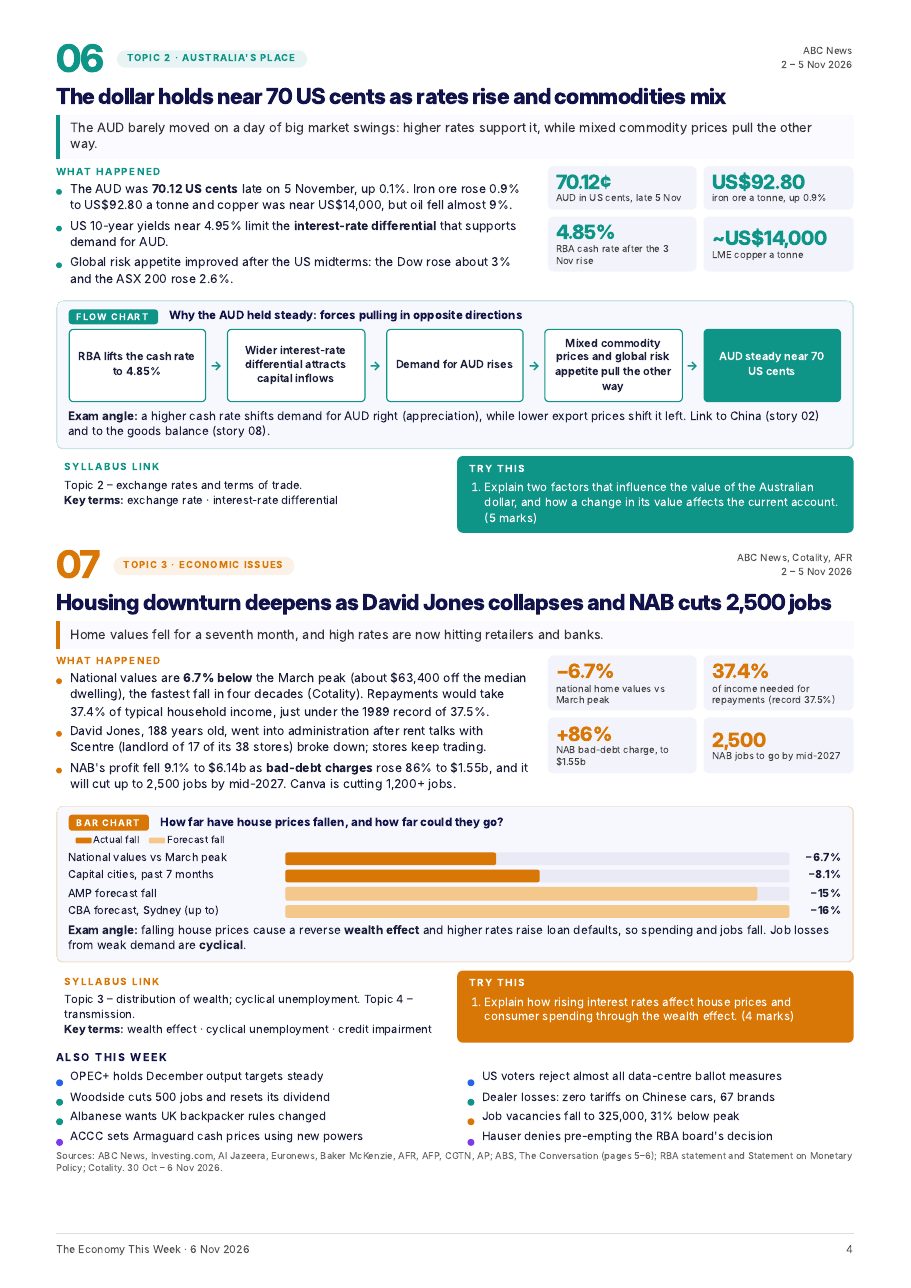 06
TOPIC 2 · AUSTRALIA'S PLACE
ABC News
2 – 5 Nov 2026
The dollar holds near 70 US cents as rates rise and commodities mix
The AUD barely moved on a day of big market swings: higher rates support it, while mixed commodity prices pull the other
way.
WHAT HAPPENED
The AUD was 70.12 US cents late on 5 November, up 0.1%. Iron ore rose 0.9%
to US$92.80 a tonne and copper was near US$14,000, but oil fell almost 9%.
US 10-year yields near 4.95% limit the interest-rate differential that supports
demand for AUD.
Global risk appetite improved after the US midterms: the Dow rose about 3%
and the ASX 200 rose 2.6%.
70.12¢
AUD in US cents, late 5 Nov
US$92.80
iron ore a tonne, up 0.9%
4.85%
RBA cash rate after the 3
Nov rise
~US$14,000
LME copper a tonne
FLOW CHART
Why the AUD held steady: forces pulling in opposite directions
RBA lifts the cash rate
to 4.85%
→
Wider interest-rate
differential attracts
capital inflows
→
Demand for AUD rises
→
Mixed commodity
prices and global risk
appetite pull the other
way
→
AUD steady near 70
US cents
Exam angle: a higher cash rate shifts demand for AUD right (appreciation), while lower export prices shift it left. Link to China (story 02)
and to the goods balance (story 08).
SYLLABUS LINK
Topic 2 – exchange rates and terms of trade.
Key terms: exchange rate · interest-rate differential
TRY THIS
1. Explain two factors that influence the value of the Australian
dollar, and how a change in its value affects the current account.
(5 marks)
07
TOPIC 3 · ECONOMIC ISSUES
ABC News, Cotality, AFR
2 – 5 Nov 2026
Housing downturn deepens as David Jones collapses and NAB cuts 2,500 jobs
Home values fell for a seventh month, and high rates are now hitting retailers and banks.
WHAT HAPPENED
National values are 6.7% below the March peak (about $63,400 off the median
dwelling), the fastest fall in four decades (Cotality). Repayments would take
37.4% of typical household income, just under the 1989 record of 37.5%.
David Jones, 188 years old, went into administration after rent talks with
Scentre (landlord of 17 of its 38 stores) broke down; stores keep trading.
NAB's profit fell 9.1% to $6.14b as bad-debt charges rose 86% to $1.55b, and it
will cut up to 2,500 jobs by mid-2027. Canva is cutting 1,200+ jobs.
−6.7%
national home values vs
March peak
37.4%
of income needed for
repayments (record 37.5%)
+86%
NAB bad-debt charge, to
$1.55b
2,500
NAB jobs to go by mid-2027
BAR CHART
How far have house prices fallen, and how far could they go?
Actual fall
Forecast fall
National values vs March peak
−6.7%
Capital cities, past 7 months
−8.1%
AMP forecast fall
−15%
CBA forecast, Sydney (up to)
−16%
Exam angle: falling house prices cause a reverse wealth effect and higher rates raise loan defaults, so spending and jobs fall. Job losses
from weak demand are cyclical.
SYLLABUS LINK
Topic 3 – distribution of wealth; cyclical unemployment. Topic 4 –
transmission.
Key terms: wealth effect · cyclical unemployment · credit impairment
TRY THIS
1. Explain how rising interest rates affect house prices and
consumer spending through the wealth effect. (4 marks)
ALSO THIS WEEK
OPEC+ holds December output targets steady
Woodside cuts 500 jobs and resets its dividend
Albanese wants UK backpacker rules changed
ACCC sets Armaguard cash prices using new powers
US voters reject almost all data-centre ballot measures
Dealer losses: zero tariffs on Chinese cars, 67 brands
Job vacancies fall to 325,000, 31% below peak
Hauser denies pre-empting the RBA board's decision
Sources: ABC News, Investing.com, Al Jazeera, Euronews, Baker McKenzie, AFR, AFP, CGTN, AP; ABS, The Conversation (pages 5–6); RBA statement and Statement on Monetary
Policy; Cotality. 30 Oct – 6 Nov 2026.
The Economy This Week · 6 Nov 2026
4